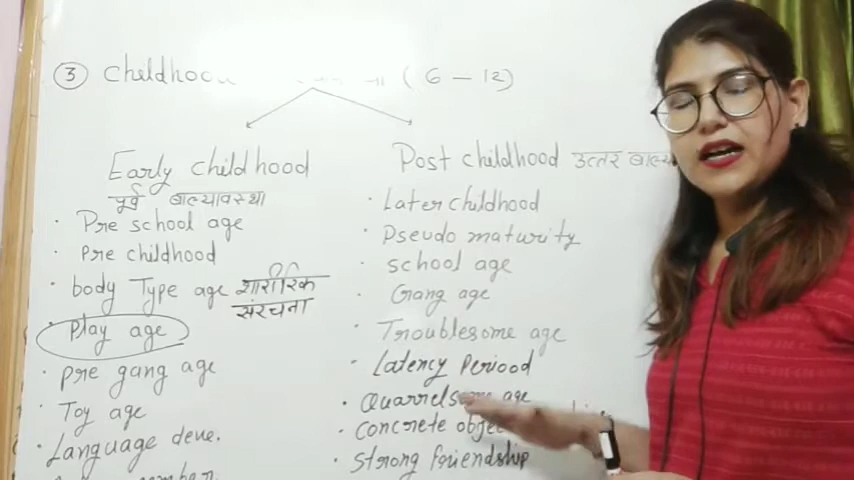 ③ childhood ( 6 – 12 )
Early childhood
पूर्व बाल्यावस्था
· Pre school age
· Pre childhood
· body Type age शारीरिक संरचना
· Play age
· Pre gang age
· Toy age
· Language deve.
Post childhood उत्तर
· Later childhood
· Pseudo maturity
· school age
· Gang age
· Troublesome age
· Latency Periood
· Quarrelsome age
· concrete
· Strong friendship